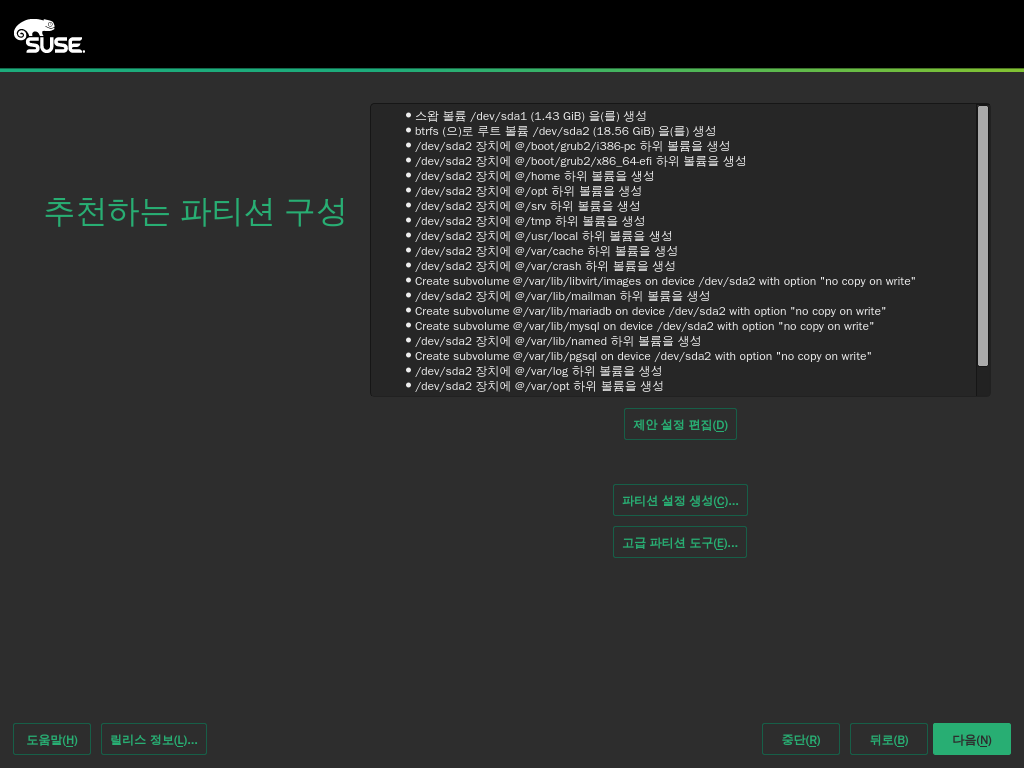 SUSE.
추천하는 파티션 구성
스왑 볼륨 /dev/sda1 (1.43 GiB) 을(를) 생성
btrfs (으)로 루트 볼륨 /dev/sda2 (18.56 GiB) 을(를) 생성
/dev/sda2 장치에 @/boot/grub2/i386-pc 하위 볼륨을 생성
/dev/sda2 장치에 @/boot/grub2/x86_64-efi 하위 볼륨을 생성
/dev/sda2 장치에 @/home 하위 볼륨을 생성
/dev/sda2 장치에 @/opt 하위 볼륨을 생성
/dev/sda2 장치에 @/srv 하위 볼륨을 생성
/dev/sda2 장치에 @/tmp 하위 볼륨을 생성
/dev/sda2 장치에 @/usr/local 하위 볼륨을 생성
/dev/sda2 장치에 @/var/cache 하위 볼륨을 생성
/dev/sda2 장치에 @/var/crash 하위 볼륨을 생성
Create subvolume @/var/lib/libvirt/images on device /dev/sda2 with option "no copy on write"
/dev/sda2 장치에 @/var/lib/mailman 하위 볼륨을 생성
Create subvolume @/var/lib/mariadb on device /dev/sda2 with option "no copy on write"
Create subvolume @/var/lib/mysql on device /dev/sda2 with option "no copy on write"
/dev/sda2 장치에 @/var/lib/named 하위 볼륨을 생성
Create subvolume @/var/lib/pgsql on device /dev/sda2 with option "no copy on write"
/dev/sda2 장치에 @/var/log 하위 볼륨을 생성
/dev/sda2 장치에 @/var/opt 하위 볼륨을 생성
제안 설정 편집(D)
파티션 설정 생성(C)...
고급 파티션 도구(E)...
도움말(H) 릴리스 정보(L)... 중단(R) 뒤로(B) 다음(N)